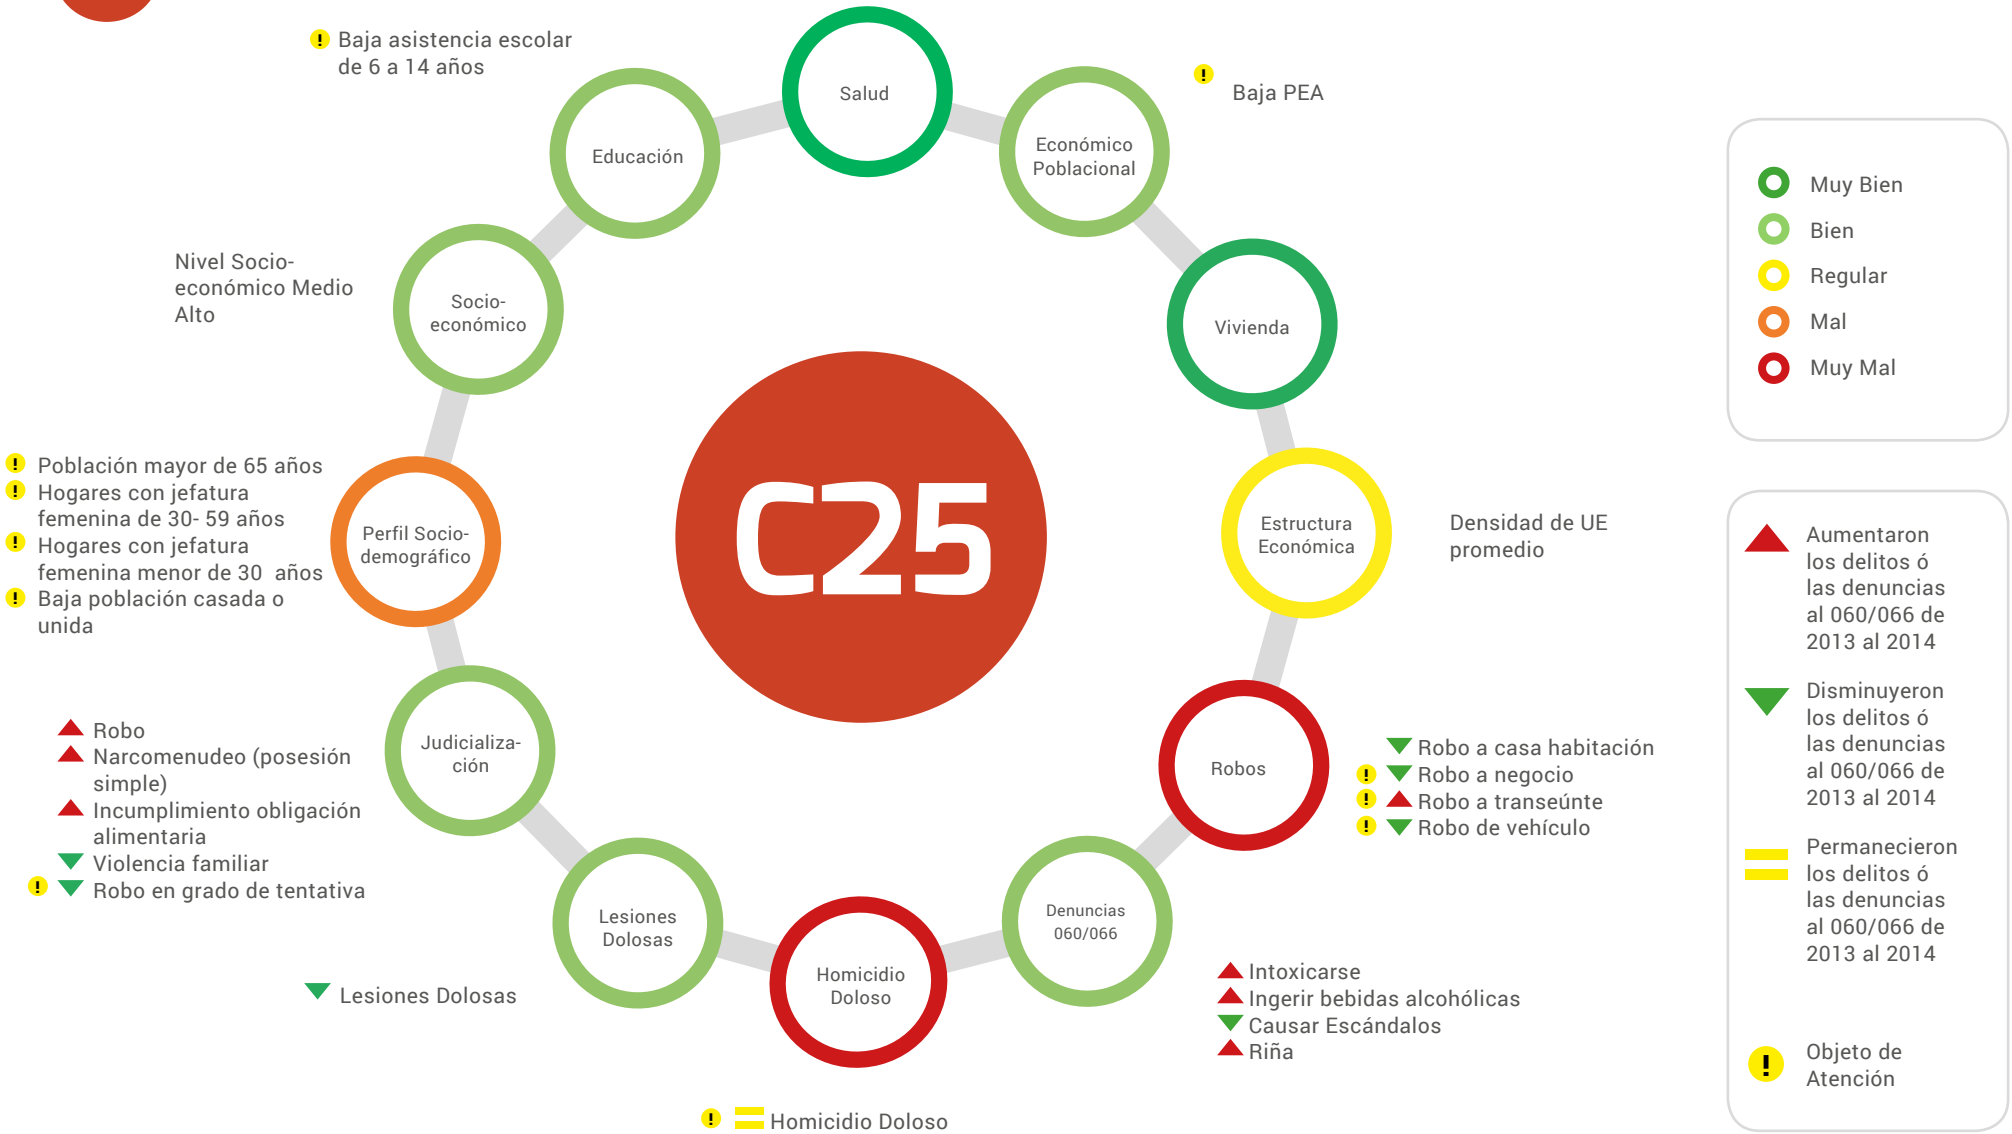 Baja asistencia escolar
de 6 a 14 años
Salud
Baja PEA
Educación
Económico
Poblacional
Nivel Socio-
económico Medio
Alto
Socio-
económico
Vivienda
Población mayor de 65 años
Hogares con jefatura
femenina de 30- 59 años
Hogares con jefatura
femenina menor de 30 años
Baja población casada o
unida
Perfil Socio-
demográfico
C25
Estructura
Económica
Densidad de UE
promedio
Robo
Narcomenudeo (posesión
simple)
Incumplimiento obligación
alimentaria
Violencia familiar
Robo en grado de tentativa
Judicializa-
ción
Robos
Robo a casa habitación
Robo a negocio
Robo a transeúnte
Robo de vehículo
Lesiones
Dolosas
Lesiones Dolosas
Homicidio
Doloso
Homicidio Doloso
Denuncias
060/066
Intoxicarse
Ingerir bebidas alcohólicas
Causar Escándalos
Riña
Muy Bien
Bien
Regular
Mal
Muy Mal
Aumentaron
los delitos ó
las denuncias
al 060/066 de
2013 al 2014
Disminuyeron
los delitos ó
las denuncias
al 060/066 de
2013 al 2014
Permanecieron
los delitos ó
las denuncias
al 060/066 de
2013 al 2014
Objeto de
Atención